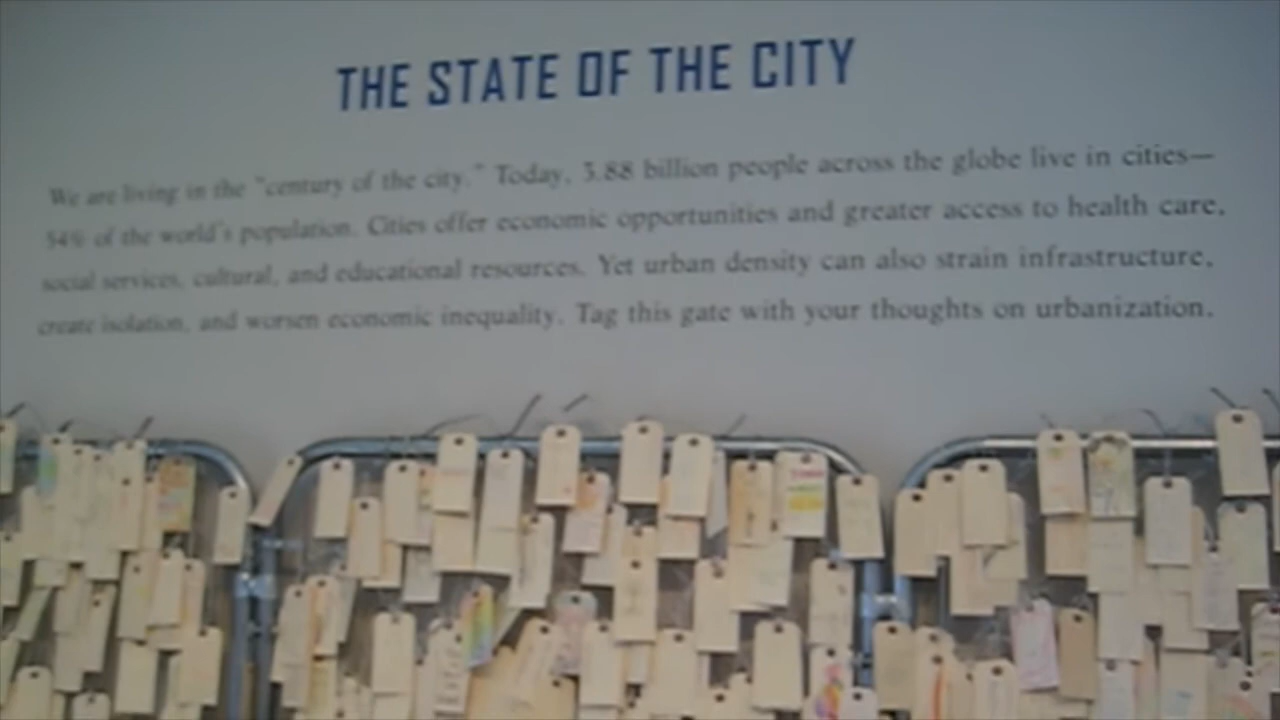 THE STATE OF THE CITY
We are living in the "century of the city." Today, 3.88 billion people across the globe live in cities—
54% of the world's population. Cities offer economic opportunities and greater access to health care,
social services, cultural, and educational resources. Yet urban density can also strain infrastructure,
create isolation, and worsen economic inequality. Tag this gate with your thoughts on urbanization.